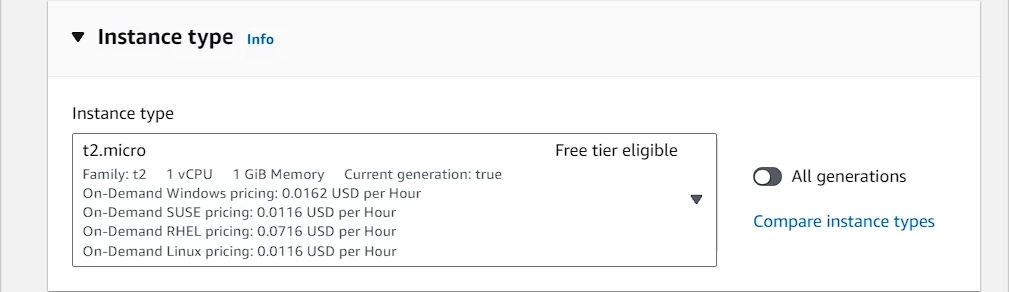 Instance type Info
Instance type
t2.micro Free tier eligible
Family: t2 1 vCPU 1 GiB Memory Current generation: true
On-Demand Windows pricing: 0.0162 USD per Hour
On-Demand SUSE pricing: 0.0116 USD per Hour
On-Demand RHEL pricing: 0.0716 USD per Hour
On-Demand Linux pricing: 0.0116 USD per Hour
All generations
Compare instance types